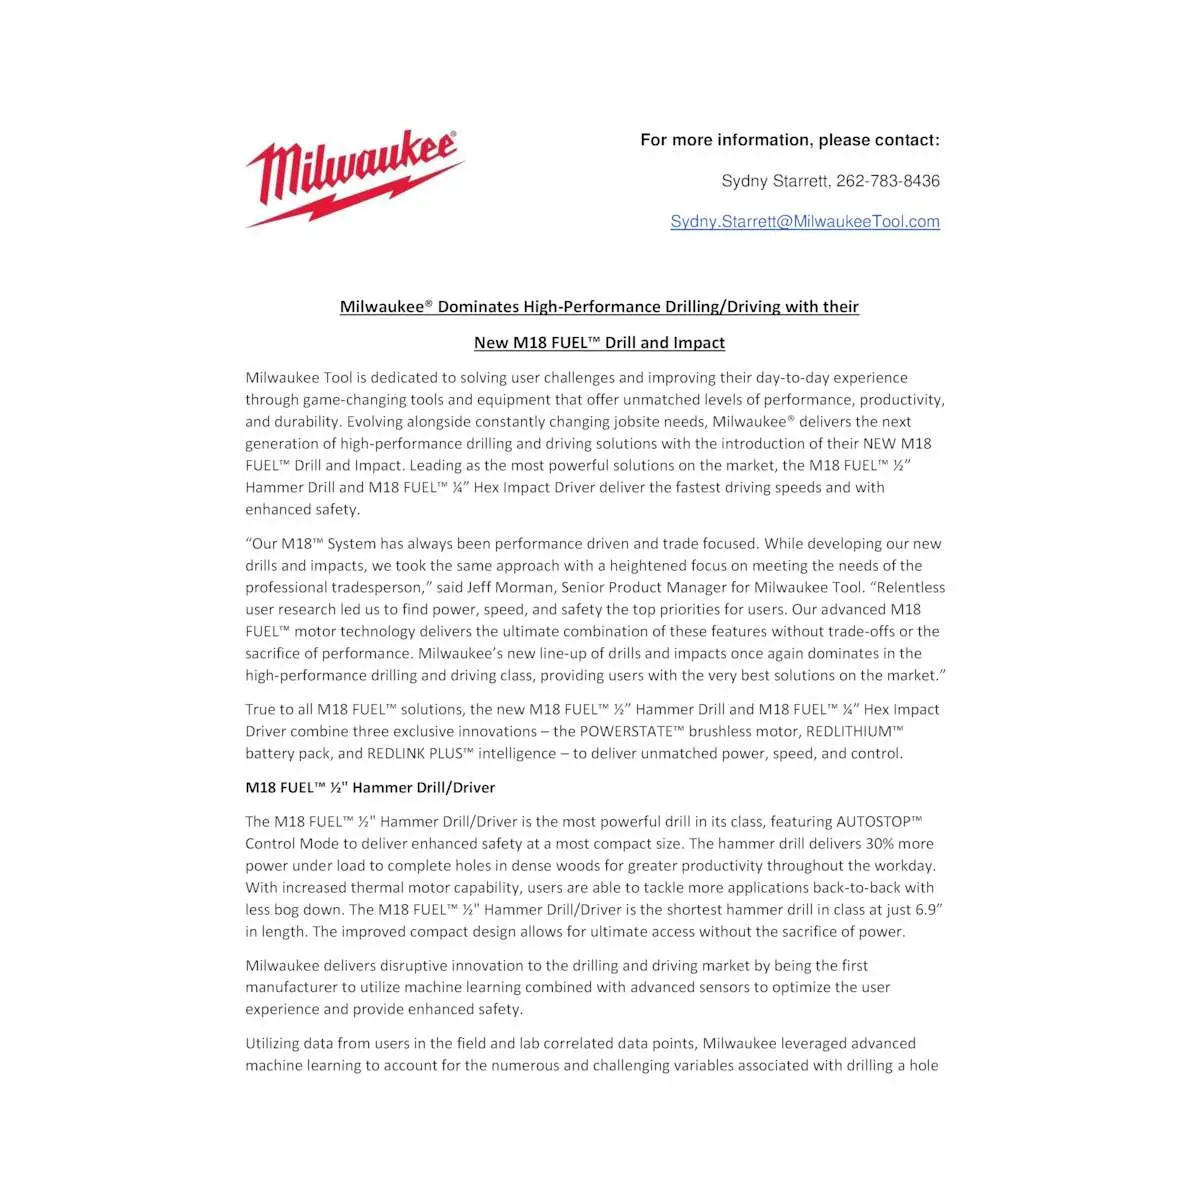 Milwaukee®
For more information, please contact:
Sydny Starrett, 262-783-8436
Sydny.Starrett@MilwaukeeTool.com
Milwaukee® Dominates High-Performance Drilling/Driving with their
New M18 FUEL™ Drill and Impact
Milwaukee Tool is dedicated to solving user challenges and improving their day-to-day experience
through game-changing tools and equipment that offer unmatched levels of performance, productivity,
and durability. Evolving alongside constantly changing jobsite needs, Milwaukee® delivers the next
generation of high-performance drilling and driving solutions with the introduction of their NEW M18
FUEL™ Drill and Impact. Leading as the most powerful solutions on the market, the M18 FUEL™ ½”
Hammer Drill and M18 FUEL™ ¼” Hex Impact Driver deliver the fastest driving speeds and with
enhanced safety.
“Our M18™ System has always been performance driven and trade focused. While developing our new
drills and impacts, we took the same approach with a heightened focus on meeting the needs of the
professional tradesperson,” said Jeff Morman, Senior Product Manager for Milwaukee Tool. “Relentless
user research led us to find power, speed, and safety the top priorities for users. Our advanced M18
FUEL™ motor technology delivers the ultimate combination of these features without trade-offs or the
sacrifice of performance. Milwaukee’s new line-up of drills and impacts once again dominates in the
high-performance drilling and driving class, providing users with the very best solutions on the market.”
True to all M18 FUEL™ solutions, the new M18 FUEL™ ½” Hammer Drill and M18 FUEL™ ¼” Hex Impact
Driver combine three exclusive innovations – the POWERSTATE™ brushless motor, REDLITHIUM™
battery pack, and REDLINK PLUS™ intelligence – to deliver unmatched power, speed, and control.
M18 FUEL™ ½" Hammer Drill/Driver
The M18 FUEL™ ½" Hammer Drill/Driver is the most powerful drill in its class, featuring AUTOSTOP™
Control Mode to deliver enhanced safety at a most compact size. The hammer drill delivers 30% more
power under load to complete holes in dense woods for greater productivity throughout the workday.
With increased thermal motor capability, users are able to tackle more applications back-to-back with
less bog down. The M18 FUEL™ ½" Hammer Drill/Driver is the shortest hammer drill in class at just 6.9”
in length. The improved compact design allows for ultimate access without the sacrifice of power.
Milwaukee delivers disruptive innovation to the drilling and driving market by being the first
manufacturer to utilize machine learning combined with advanced sensors to optimize the user
experience and provide enhanced safety.
Utilizing data from users in the field and lab correlated data points, Milwaukee leveraged advanced
machine learning to account for the numerous and challenging variables associated with drilling a hole